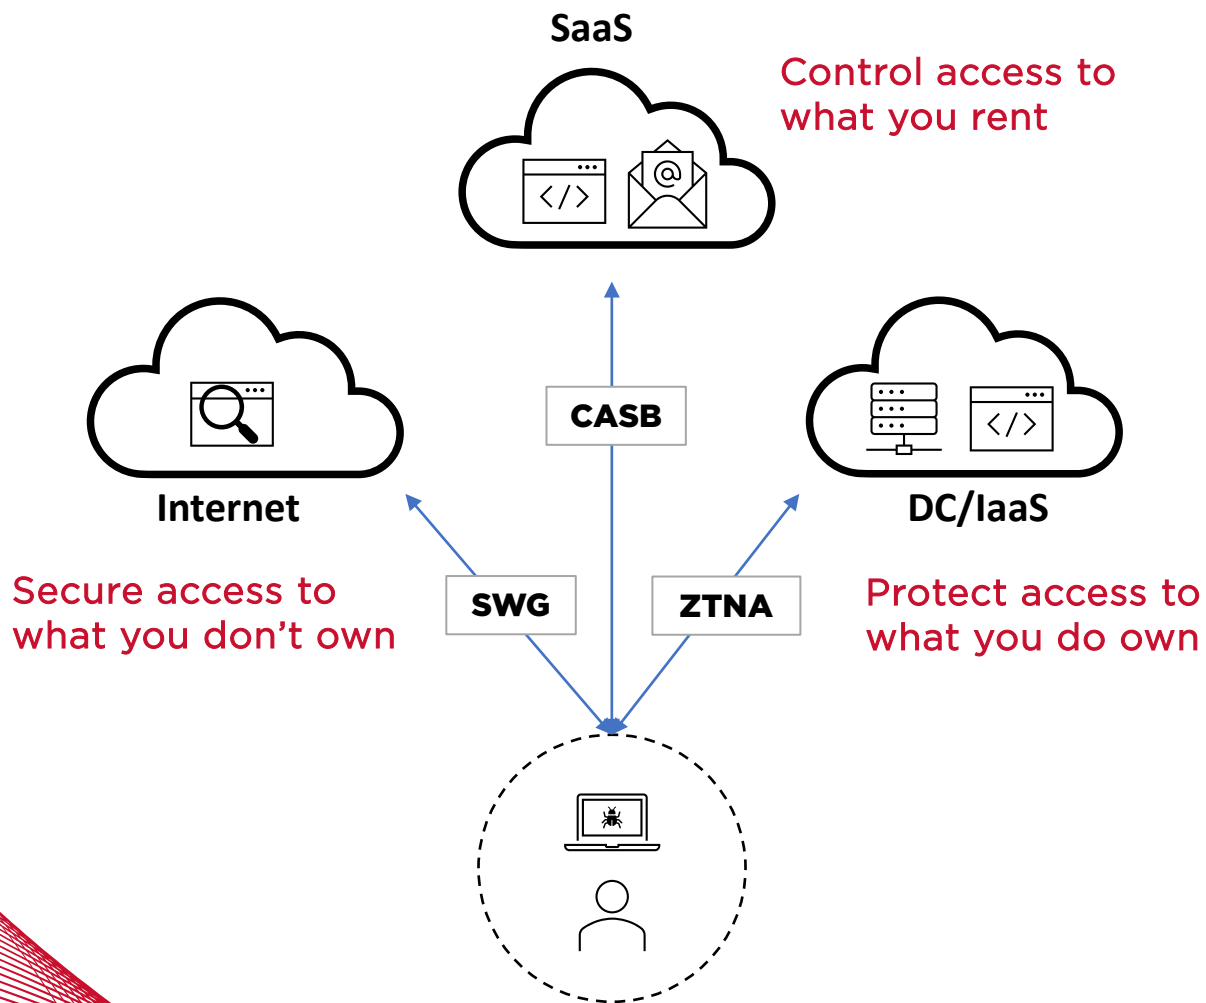 SaaS
Control access to
what you rent
</>
@
CASB
</>
Internet
DC/IaaS
Secure access to
what you don't own
SWG
ZTNA
Protect access to
what you do own